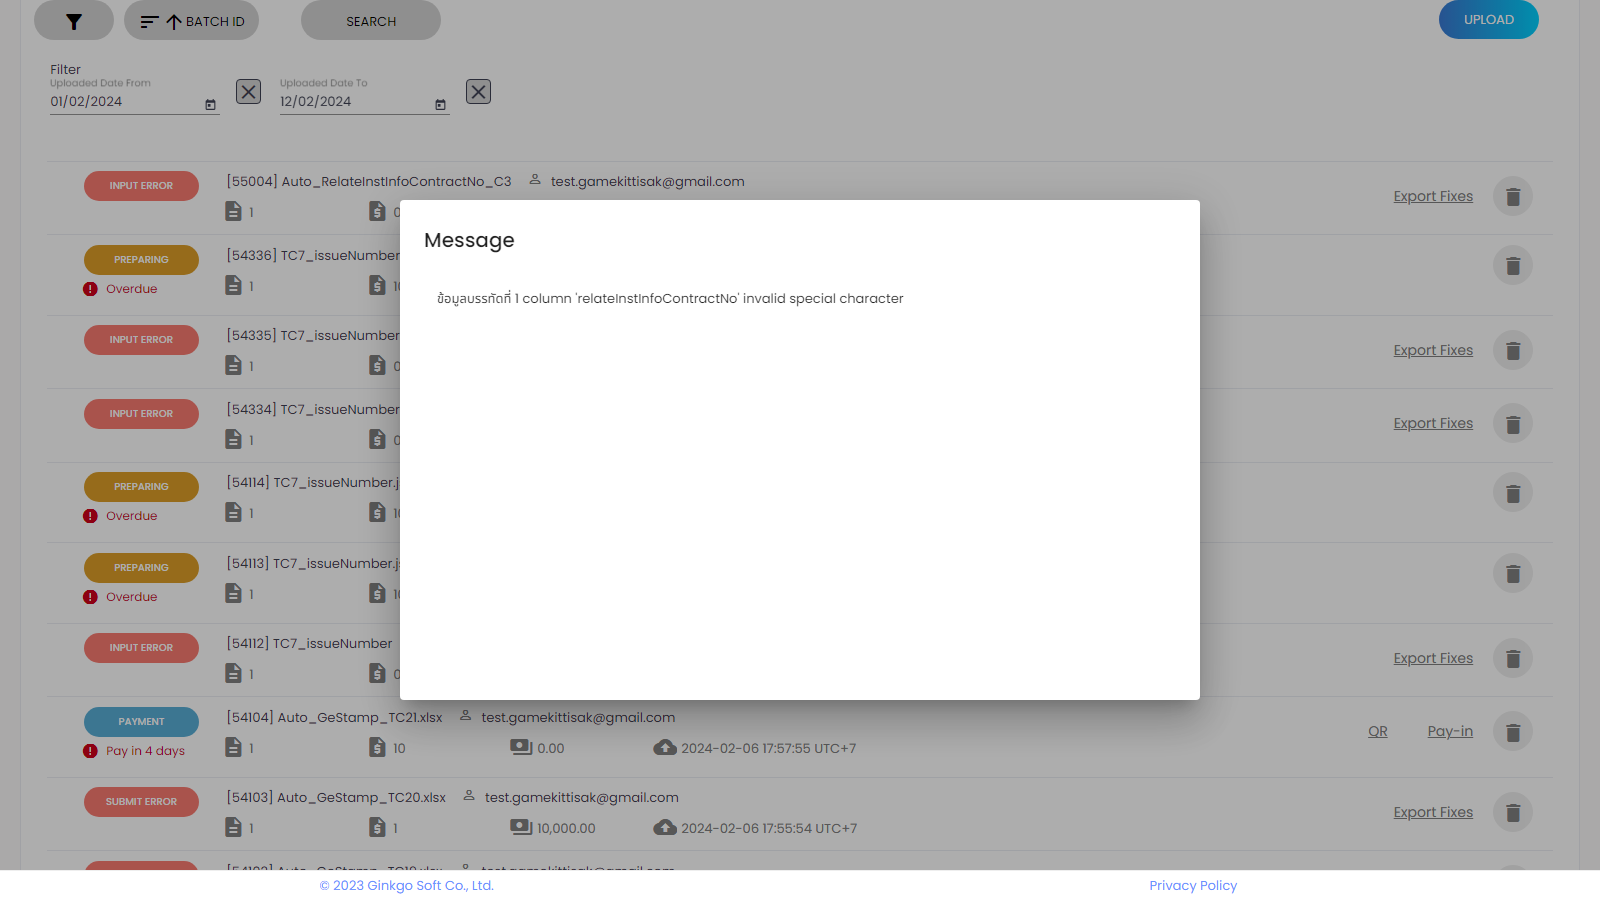 BATCH ID
SEARCH
UPLOAD
Filter
Uploaded Date From
01/02/2024
Uploaded Date To
12/02/2024
INPUT ERROR
[55004] Auto_RelateInstInfoContractNo_C3
test.gamekittisak@gmail.com
1
0
Export Fixes
Message
ข้อมูลบรรทัดที่ 1 column 'relateInstInfoContractNo' invalid special character
PREPARING
Overdue
[54336] TC7_issueNumber
1
INPUT ERROR
[54335] TC7_issueNumber
1
0
Export Fixes
INPUT ERROR
[54334] TC7_issueNumber
1
0
Export Fixes
PREPARING
Overdue
[54114] TC7_issueNumber.j
1
PREPARING
Overdue
[54113] TC7_issueNumber.j
1
INPUT ERROR
[54112] TC7_issueNumber
1
0
Export Fixes
PAYMENT
Pay in 4 days
[54104] Auto_GeStamp_TC21.xlsx
test.gamekittisak@gmail.com
1
10
0.00
2024-02-06 17:57:55 UTC+7
QR
Pay-in
SUBMIT ERROR
[54103] Auto_GeStamp_TC20.xlsx
test.gamekittisak@gmail.com
1
1
10,000.00
2024-02-06 17:55:54 UTC+7
Export Fixes
© 2023 Ginkgo Soft Co., Ltd.
Privacy Policy